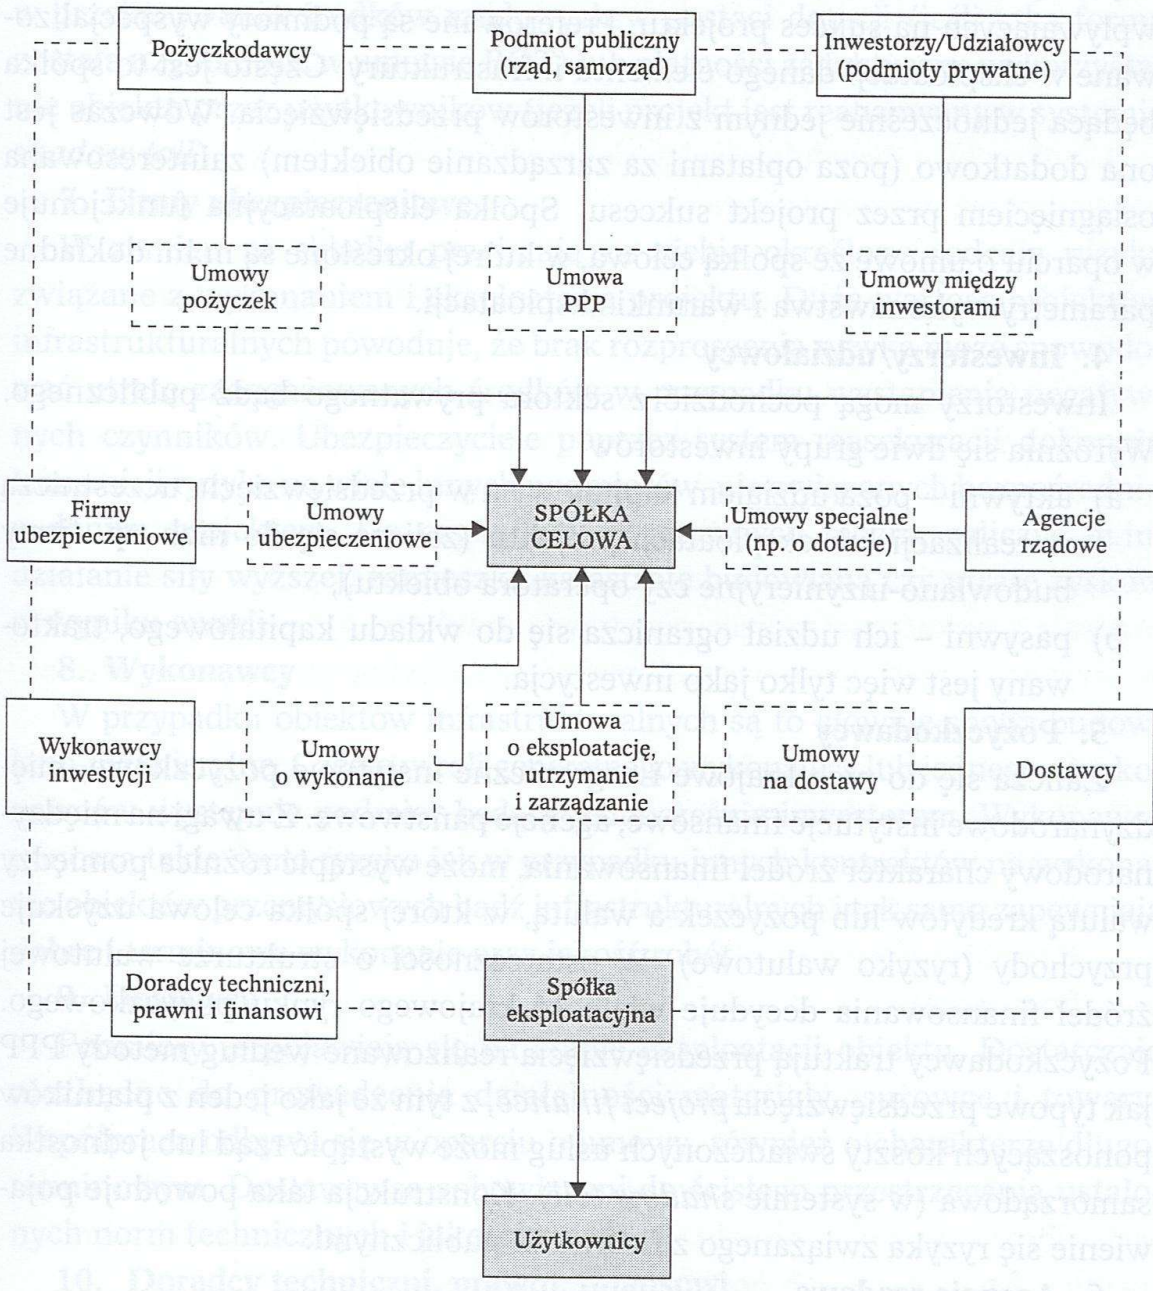 Pożyczkodawcy
Podmiot publiczny
(rząd, samorząd)
Inwestorzy/Udziałowcy
(podmioty prywatne)
Umowy
pożyczek
Umowa
PPP
Umowy między
inwestorami
Firmy
ubezpieczeniowe
Umowy
ubezpieczeniowe
SPÓŁKA
CELOWA
Umowy specjalne
(np. o dotacje)
Agencje
rządowe
Wykonawcy
inwestycji
Umowy
o wykonanie
Umowa
o eksploatację,
utrzymanie
i zarządzanie
Umowy
na dostawy
Dostawcy
Doradcy techniczni,
prawni i finansowi
Spółka
eksploatacyjna
Użytkownicy